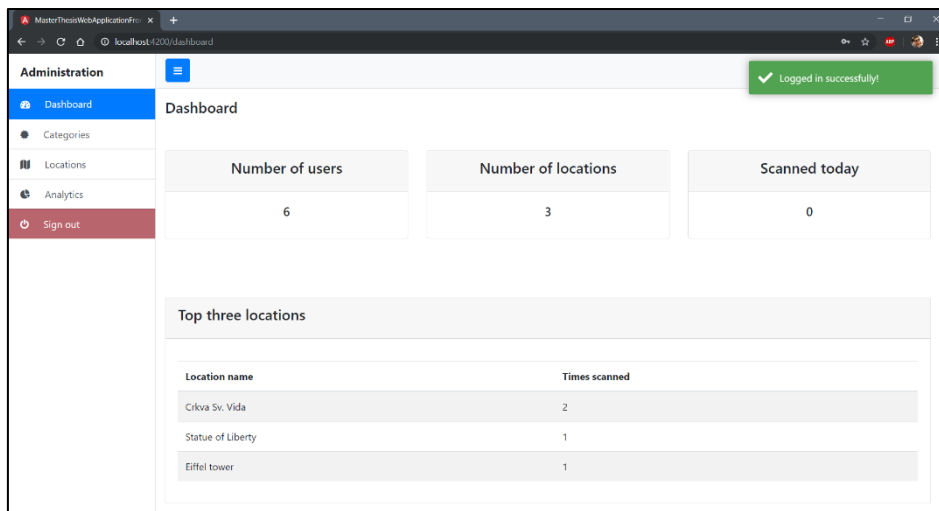 MasterThesisWebApplicationFro
localhost:4200/dashboard
ABP
Administration
Logged in successfully!
Dashboard
Dashboard
Categories
Locations
Analytics
Sign out
Number of users
Number of locations
Scanned today
6
3
0
Top three locations
Location name Times scanned
Crkva Sv. Vida 2
Statue of Liberty 1
Eiffel tower 1